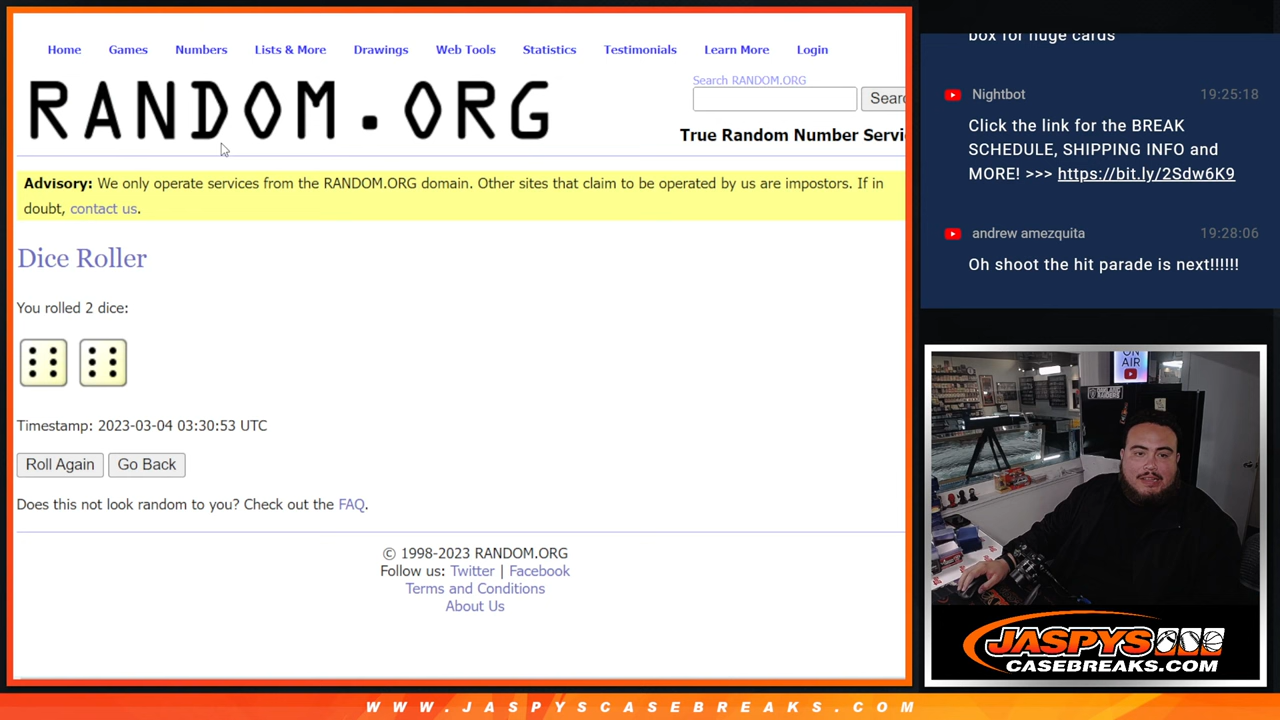 Home Games Numbers Lists & More Drawings Web Tools Statistics Testimonials Learn More Login
RANDOM.ORG
Search RANDOM.ORG
Sear
True Random Number Servi
Advisory: We only operate services from the RANDOM.ORG domain. Other sites that claim to be operated by us are impostors. If in
doubt, contact us.
Dice Roller
You rolled 2 dice:
Timestamp: 2023-03-04 03:30:53 UTC
Roll Again Go Back
Does this not look random to you? Check out the FAQ.
© 1998-2023 RANDOM.ORG
Follow us: Twitter | Facebook
Terms and Conditions
About Us
box for huge cards
Nightbot 19:25:18
Click the link for the BREAK
SCHEDULE, SHIPPING INFO and
MORE! >>> https://bit.ly/2Sdw6K9
andrew amezquita 19:28:06
Oh shoot the hit parade is next!!!!!!
ON
AIR
JASPYS
CASEBREAKS.COM
WWW.JASPYSCASEBREAKS.COM